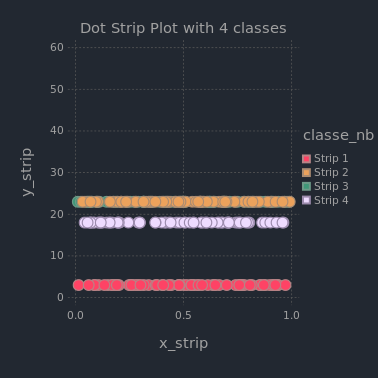 Dot Strip Plot with 4 classes
60
50
40
30
20
10
0
y_strip
0.0
0.5
1.0
x_strip
classe_nb
Strip 1
Strip 2
Strip 3
Strip 4